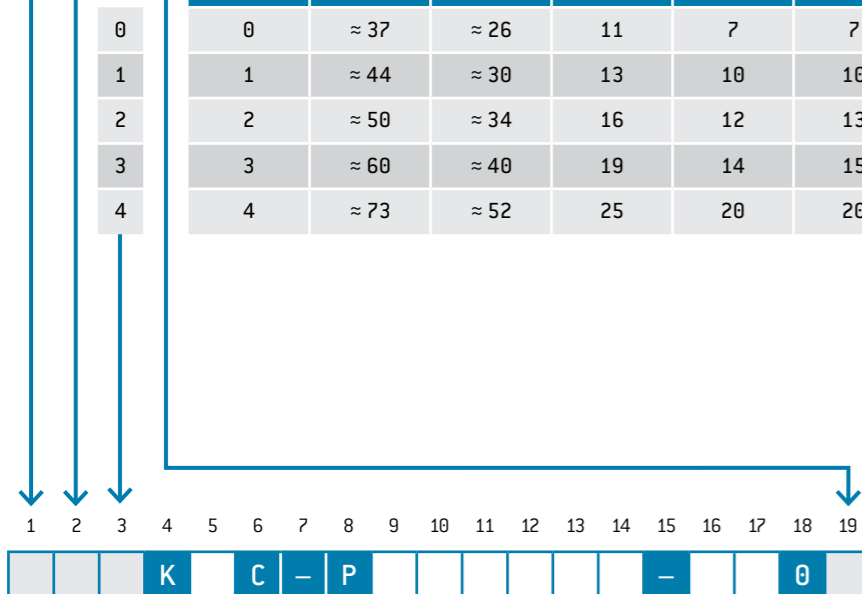 0 0 ≈ 37 ≈ 26 11 7 7
1 1 ≈ 44 ≈ 30 13 10 10
2 2 ≈ 50 ≈ 34 16 12 13
3 3 ≈ 60 ≈ 40 19 14 15
4 4 ≈ 73 ≈ 52 25 20 20
1 2 3 4 5 6 7 8 9 10 11 12 13 14 15 16 17 18 19
K C – P – 0